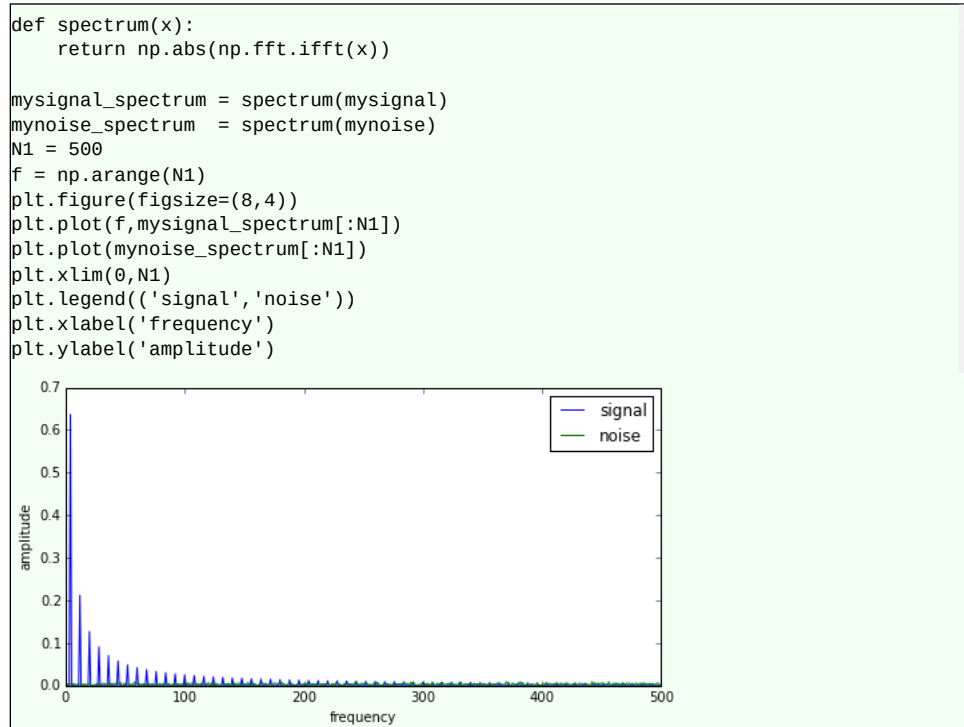 def spectrum(x):
    return np.abs(np.fft.ifft(x))
mysignal_spectrum = spectrum(mysignal)
mynoise_spectrum  = spectrum(mynoise)
N1 = 500
f = np.arange(N1)
plt.figure(figsize=(8,4))
plt.plot(f,mysignal_spectrum[:N1])
plt.plot(mynoise_spectrum[:N1])
plt.xlim(0,N1)
plt.legend(('signal','noise'))
plt.xlabel('frequency')
plt.ylabel('amplitude')
0.7
signal
noise
0.6
0.5
0.4
0.3
0.2
0.1
0.0
amplitude
0 100 200 300 400 500
frequency